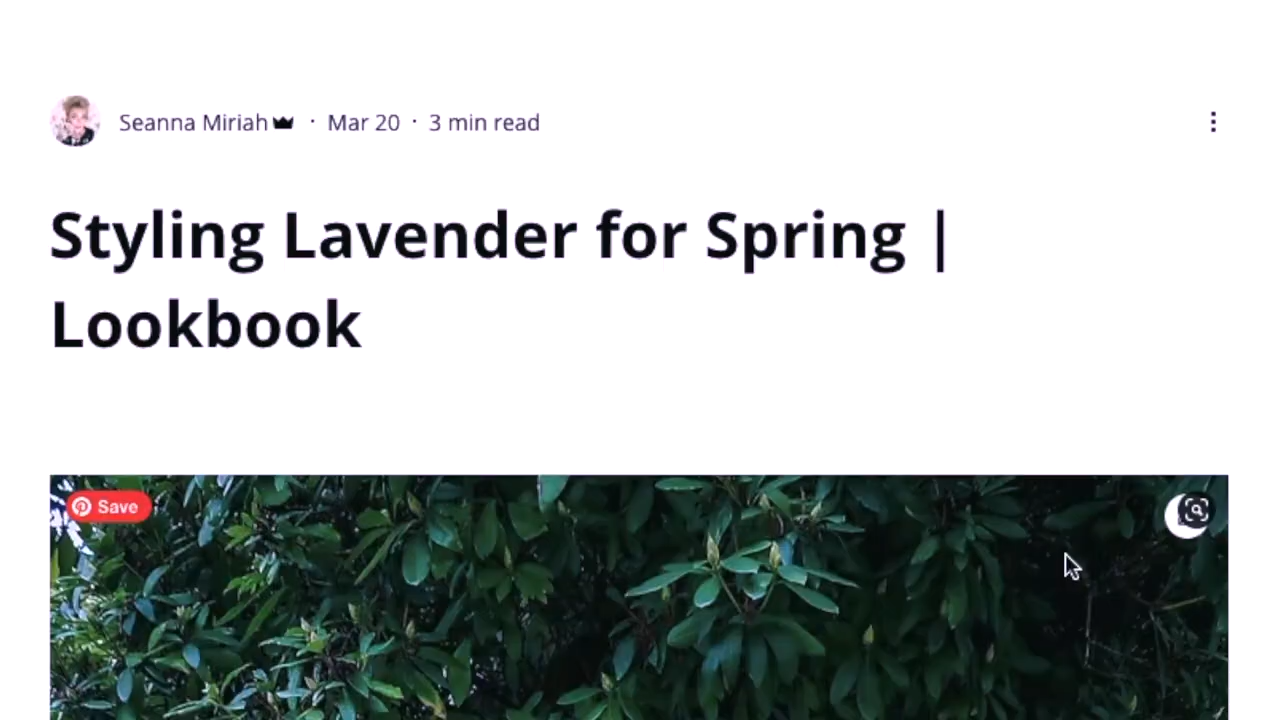 Seanna Miriah · Mar 20 · 3 min read
Styling Lavender for Spring |
Lookbook
Save